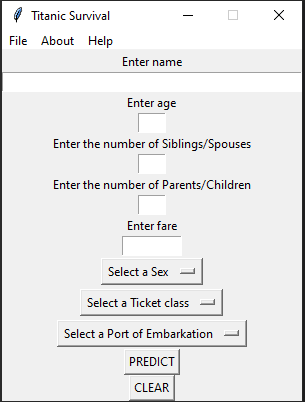 Titanic Survival
File About Help
Enter name
Enter age
Enter the number of Siblings/Spouses
Enter the number of Parents/Children
Enter fare
Select a Sex
Select a Ticket class
Select a Port of Embarkation
PREDICT
CLEAR